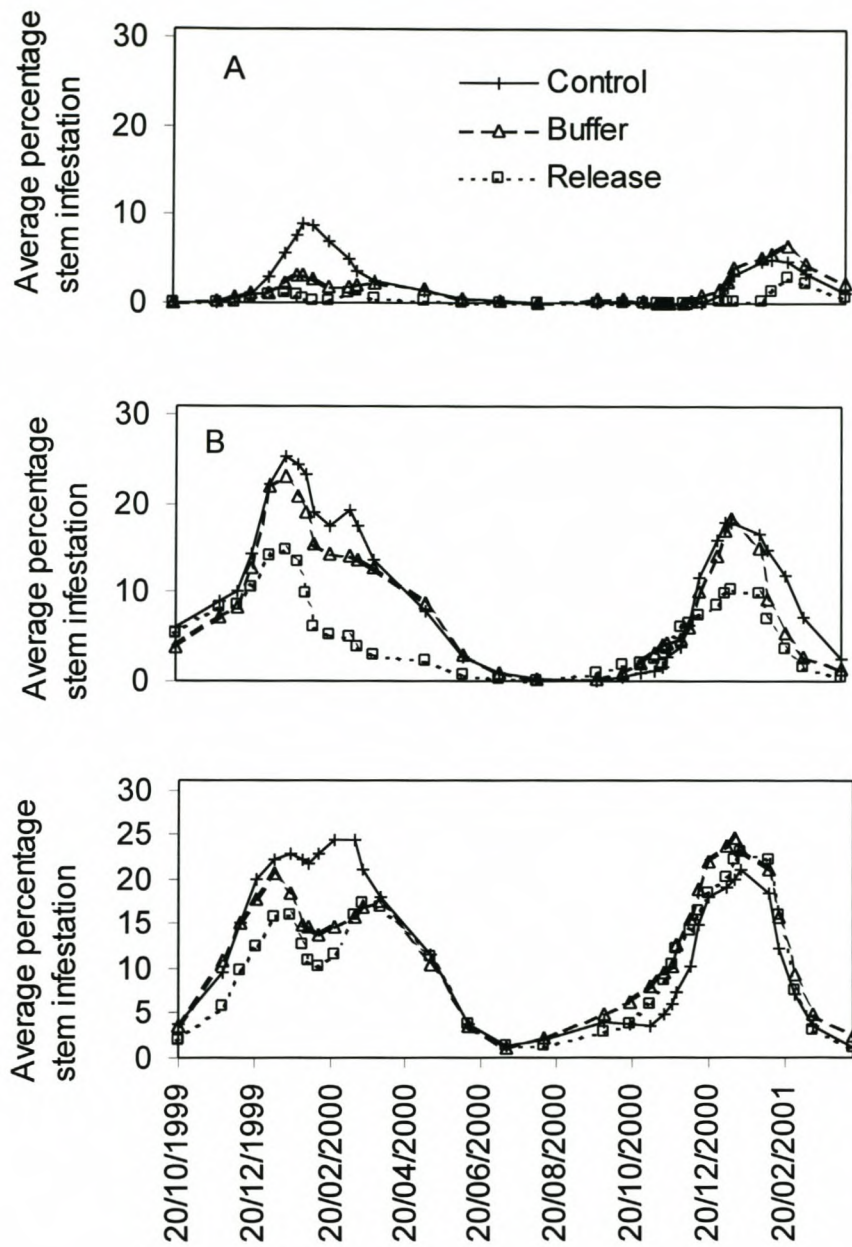 Average percentage
stem infestation
30
20
10
0
A
Control
Buffer
Release
Average percentage
stem infestation
30
20
10
0
B
Average percentage
stem infestation
30
25
20
15
10
5
0
20/10/1999
20/12/1999
20/02/2000
20/04/2000
20/06/2000
20/08/2000
20/10/2000
20/12/2000
20/02/2001